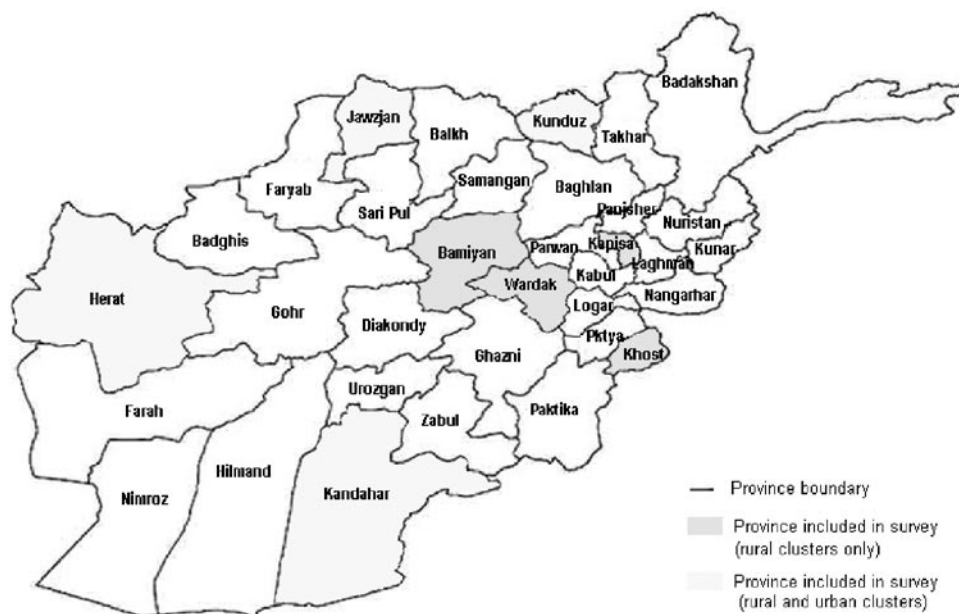 Badakshan
Jawzjan
Kunduz
Balkh
Takhar
Faryab
Samangan
Baghlan
Sari Pul
Panjsher
Nuristan
Badghis
Bamiyan
Parwan
Kapisa
Kunar
Laghman
Kabul
Wardak
Herat
Nangarhar
Gohr
Logar
Diakondy
Pktya
Ghazni
Khost
Urozgan
Farah
Zabul
Paktika
Hilmand
Nimroz
Kandahar
Province boundary
Province included in survey
(rural clusters only)
Province included in survey
(rural and urban clusters)